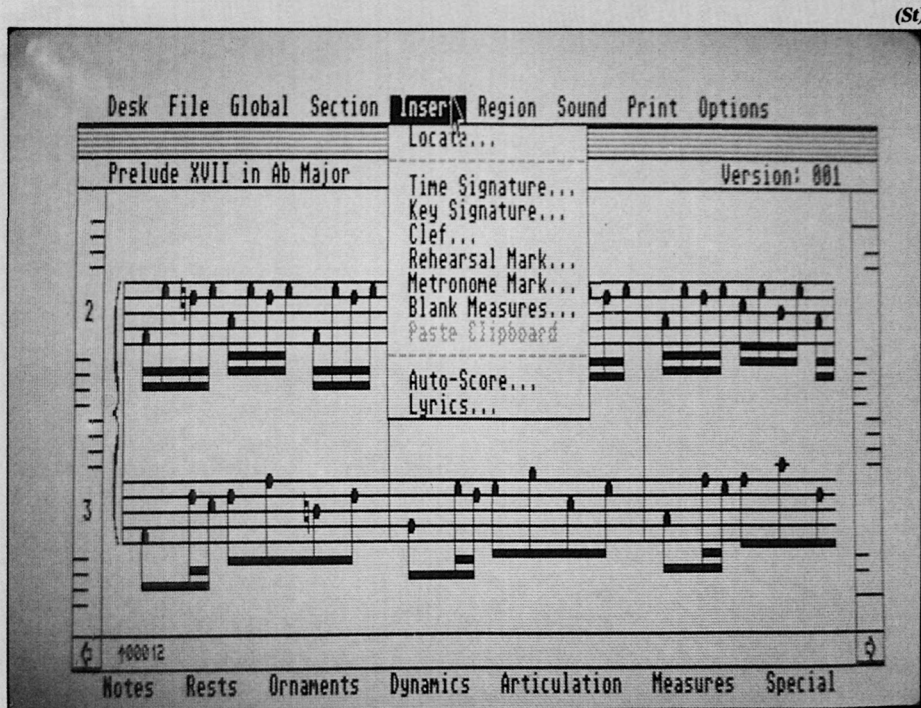 (St)
Desk File Global Section Insert Region Sound Print Options
Locate...
Prelude XVII in Ab Major
Version: 001
Time Signature...
Key Signature...
Clef...
Rehearsal Mark...
Metronome Mark...
Blank Measures...
Paste Clipboard
Auto-Score...
Lyrics...
2
3
↑00012
Notes Rests Ornaments Dynamics Articulation Measures Special